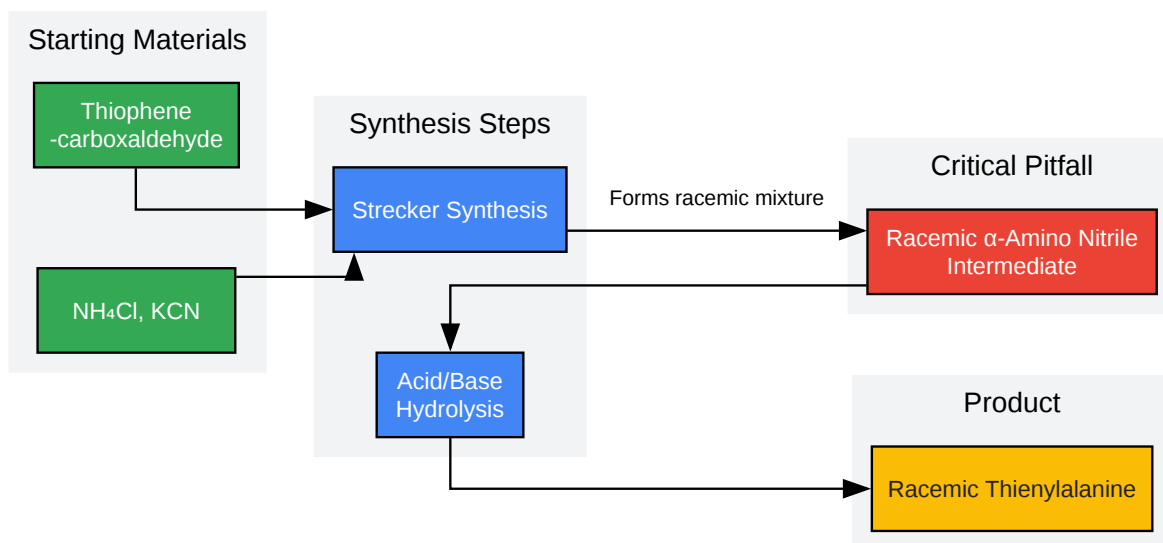 Starting Materials
Thiophene
-carboxaldehyde
NH₄Cl, KCN
Synthesis Steps
Strecker Synthesis
Acid/Base
Hydrolysis
Forms racemic mixture
Critical Pitfall
Racemic α-Amino Nitrile
Intermediate
Product
Racemic Thienylalanine